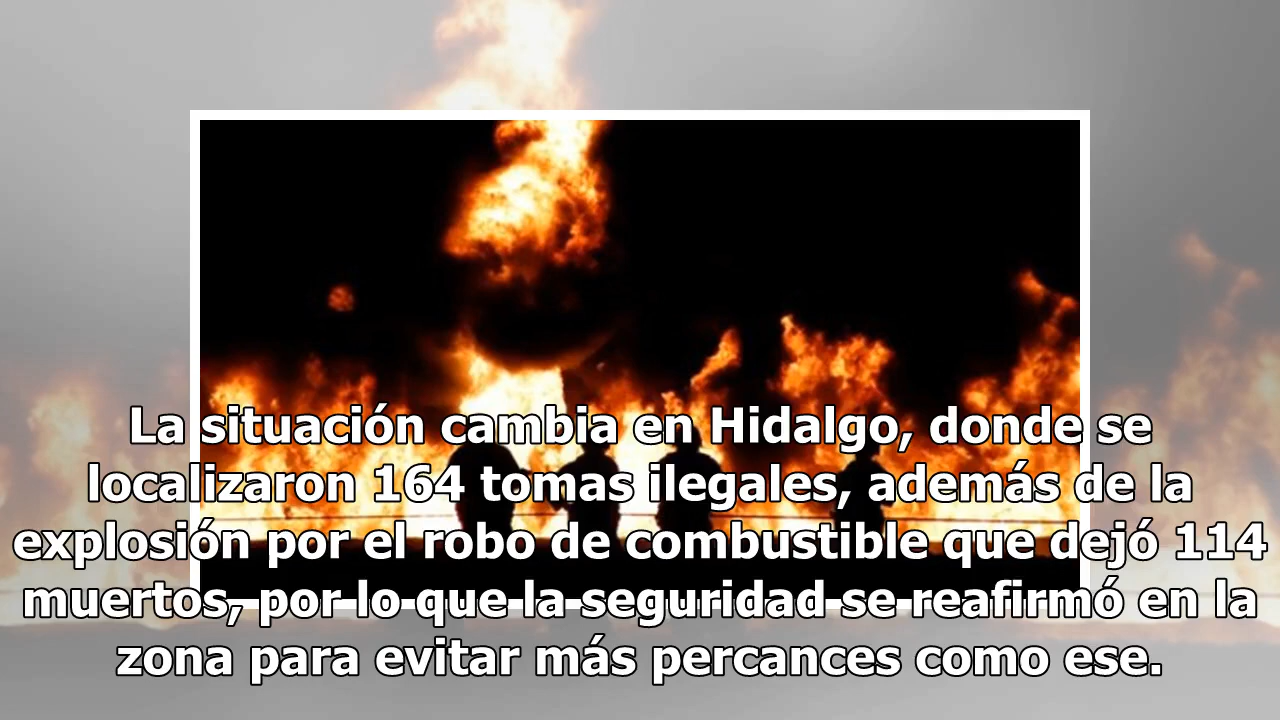 La situación cambia en Hidalgo, donde se
localizaron 164 tomas ilegales, además de la
explosión por el robo de combustible que dejó 114
muertos, por lo que la seguridad se reafirmó en la
zona para evitar más percances como ese.